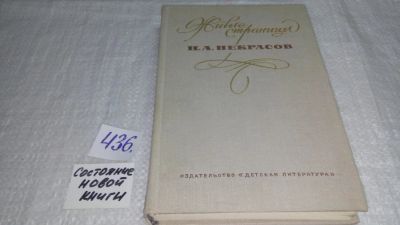 Живые
страницы
Н.А.НЕКРАСОВ
436.
Состояние
новой
книги
ИЗДАТЕЛЬСТВО «ДЕТСКАЯ ЛИТЕРАТУРА»